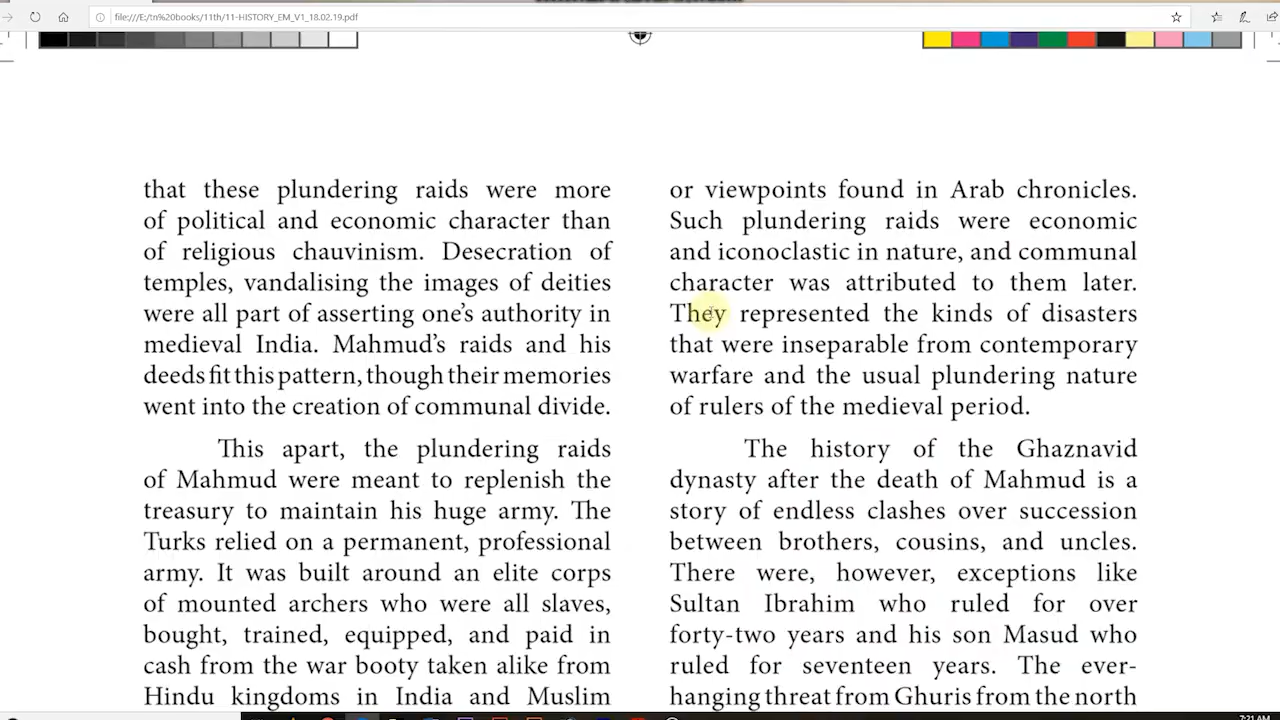 file:///E:/tn%20books/11th/11-HISTORY_EM_V1_18.02.19.pdf
that these plundering raids were more
of political and economic character than
of religious chauvinism. Desecration of
temples, vandalising the images of deities
were all part of asserting one’s authority in
medieval India. Mahmud’s raids and his
deeds fit this pattern, though their memories
went into the creation of communal divide.
This apart, the plundering raids
of Mahmud were meant to replenish the
treasury to maintain his huge army. The
Turks relied on a permanent, professional
army. It was built around an elite corps
of mounted archers who were all slaves,
bought, trained, equipped, and paid in
cash from the war booty taken alike from
Hindu kingdoms in India and Muslim
or viewpoints found in Arab chronicles.
Such plundering raids were economic
and iconoclastic in nature, and communal
character was attributed to them later.
They represented the kinds of disasters
that were inseparable from contemporary
warfare and the usual plundering nature
of rulers of the medieval period.
The history of the Ghaznavid
dynasty after the death of Mahmud is a
story of endless clashes over succession
between brothers, cousins, and uncles.
There were, however, exceptions like
Sultan Ibrahim who ruled for over
forty-two years and his son Masud who
ruled for seventeen years. The ever-
hanging threat from Ghuris from the north